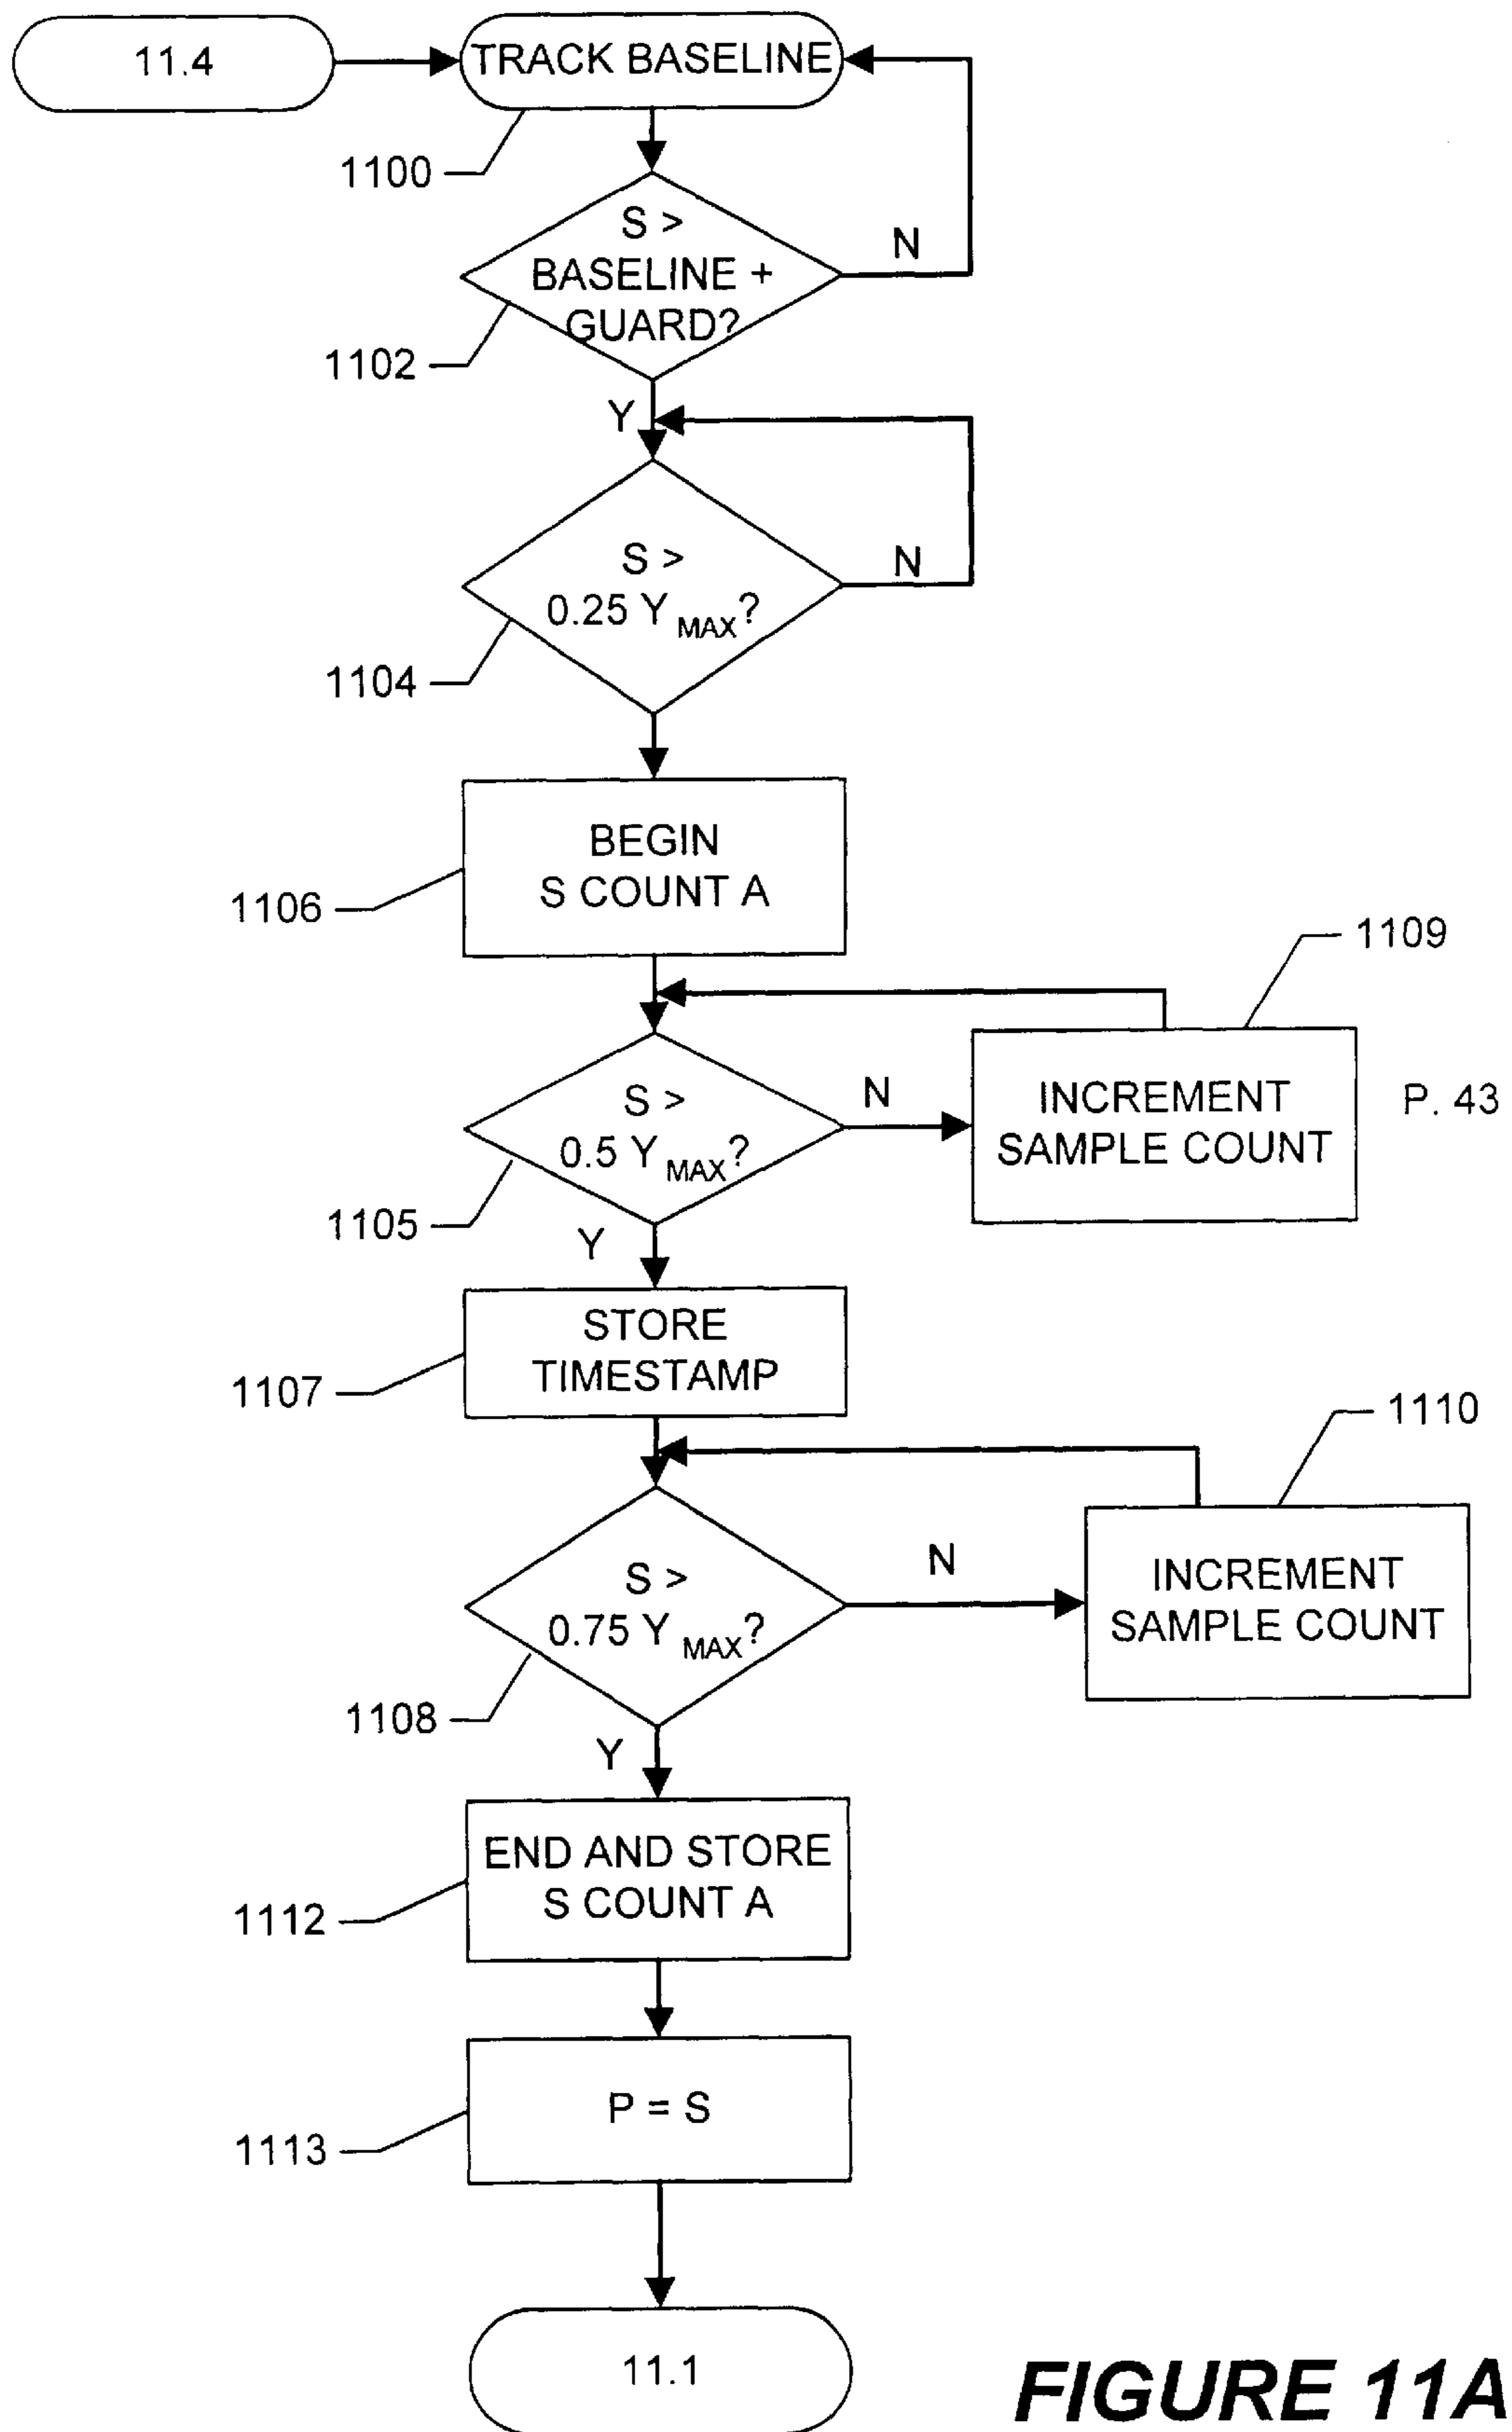 11.4
TRACK BASELINE
1100
S >
BASELINE +
GUARD?
N
1102
Y
S >
0.25 Y MAX?
N
1104
BEGIN
S COUNT A
1106
1109
S >
0.5 Y MAX?
N
INCREMENT
SAMPLE COUNT
P. 43
1105
Y
STORE
TIMESTAMP
1107
1110
S >
0.75 Y MAX?
N
INCREMENT
SAMPLE COUNT
1108
Y
END AND STORE
S COUNT A
1112
P = S
1113
11.1
FIGURE 11A